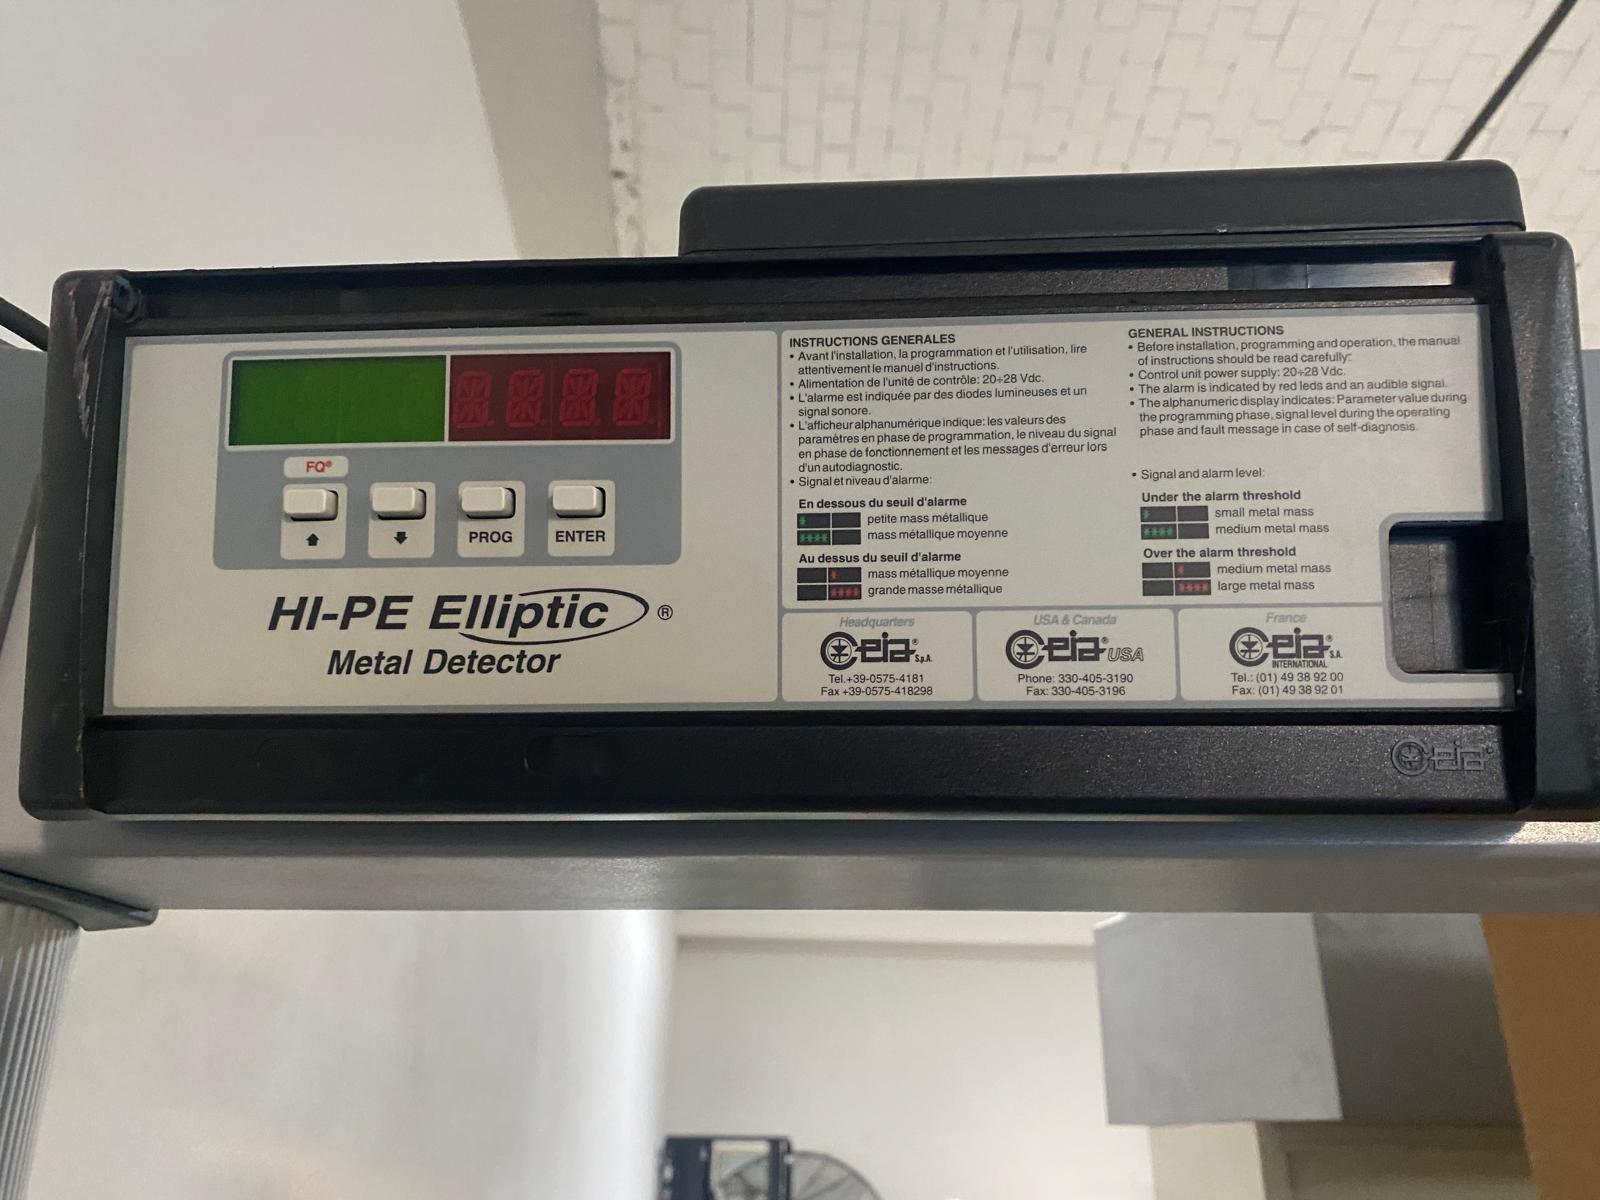 FQ®
PROG
ENTER
HI-PE Elliptic ®
Metal Detector
INSTRUCTIONS GENERALES
• Avant l'installation, la programmation et l'utilisation, lire
attentivement le manuel d'instructions.
• Alimentation de l'unité de contrôle: 20÷28 Vdc.
• L'alarme est indiquée par des diodes lumineuses et un
signal sonore.
• L'afficheur alphanumérique indique: les valeurs des
paramètres en phase de programmation, le niveau du signal
en phase de fonctionnement et les messages d'erreur lors
d'un autodiagnostic.
• Signal et niveau d'alarme:
En dessous du seuil d'alarme
petite mass métallique
mass métallique moyenne
Au dessus du seuil d'alarme
mass métallique moyenne
grande masse métallique
GENERAL INSTRUCTIONS
• Before installation, programming and operation, the manual
of instructions should be read carefully:
• Control unit power supply: 20÷28 Vdc.
• The alarm is indicated by red leds and an audible signal.
• The alphanumeric display indicates: Parameter value during
the programming phase, signal level during the operating
phase and fault message in case of self-diagnosis.
• Signal and alarm level:
Under the alarm threshold
small metal mass
medium metal mass
Over the alarm threshold
medium metal mass
large metal mass
Headquarters
Ceia® S.p.A.
Tel.+39-0575-4181
Fax +39-0575-418298
USA & Canada
Ceia® USA
Phone: 330-405-3190
Fax: 330-405-3196
France
Ceia® S.A.
INTERNATIONAL
Tel.: (01) 49 38 92 00
Fax: (01) 49 38 92 01
Ceia®